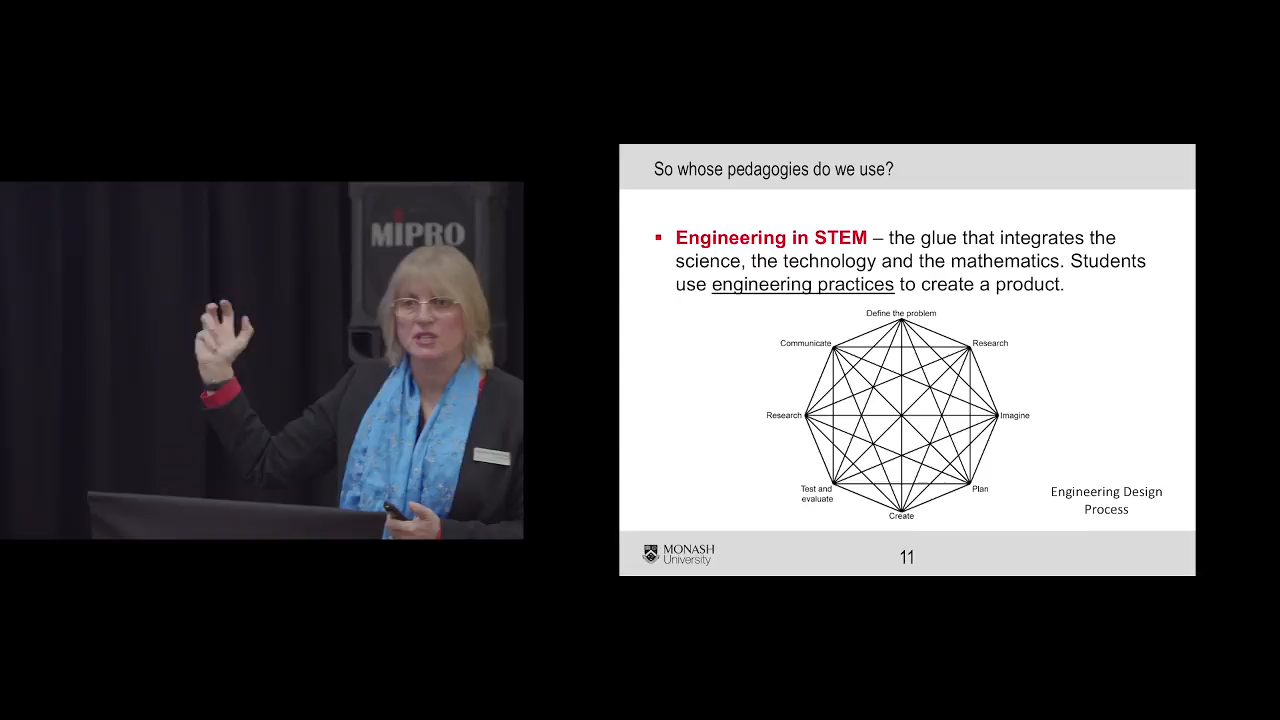 MIPRO
So whose pedagogies do we use?
Engineering in STEM – the glue that integrates the
science, the technology and the mathematics. Students
use engineering practices to create a product.
Define the problem
Communicate
Research
Research
Imagine
Test and
evaluate
Plan
Create
Engineering Design
Process
MONASH
University
11